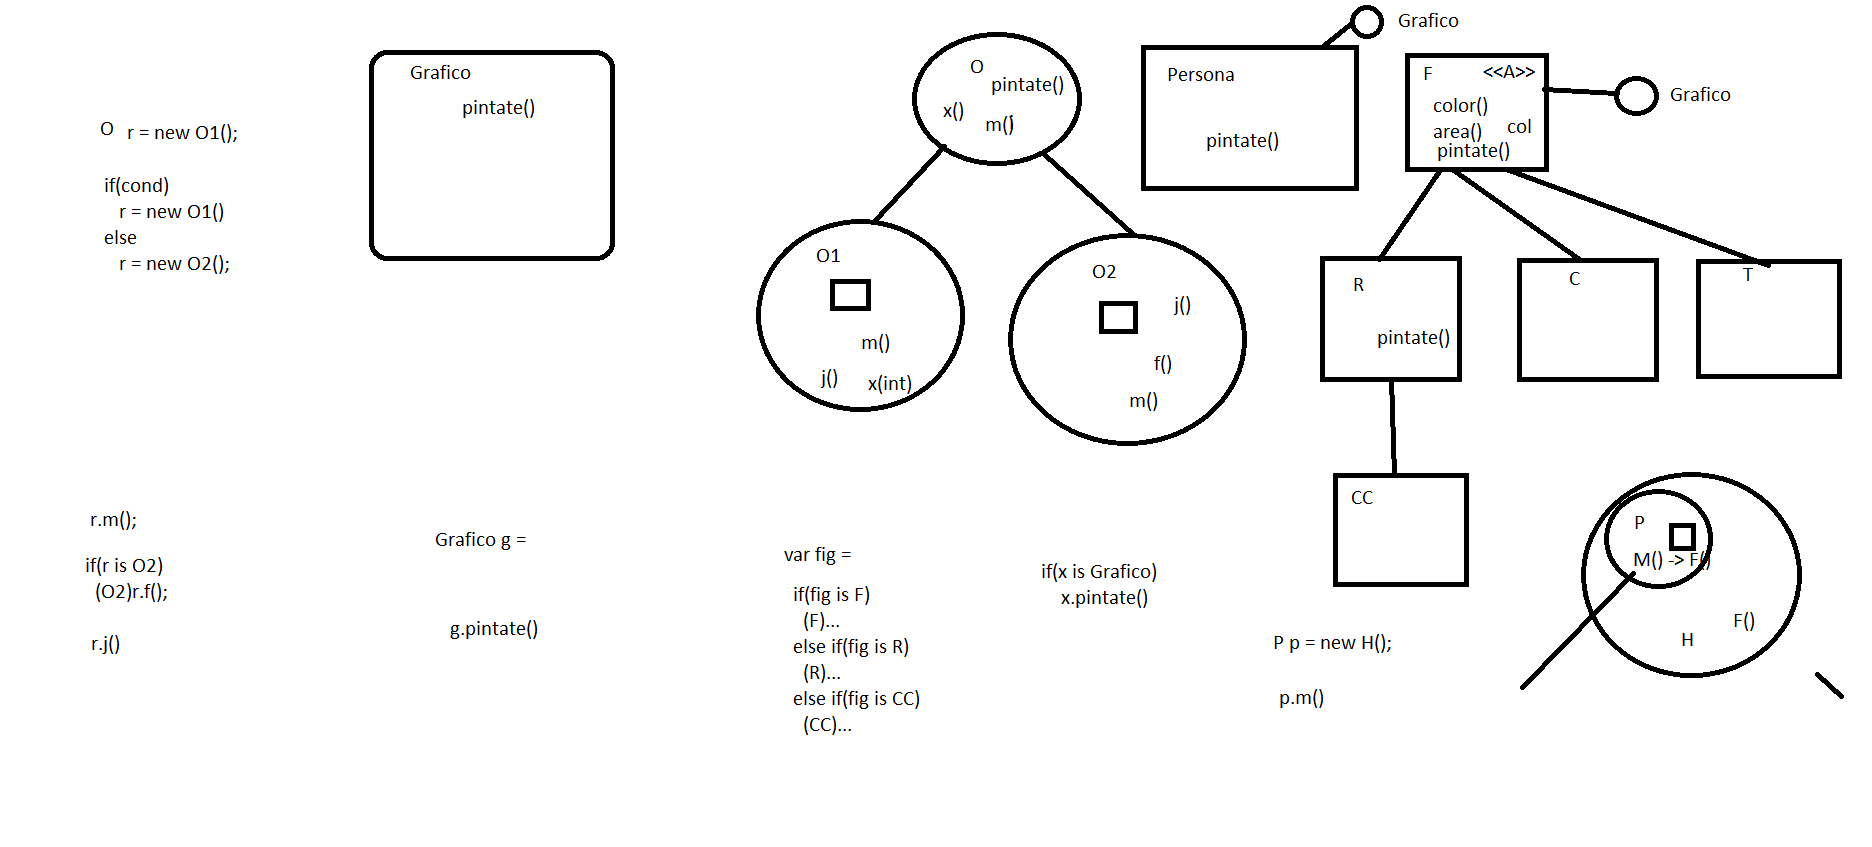 O r = new O1();
if(cond)
r = new O1()
else
r = new O2();
Grafico
pintate()
O
pintate()
x()
m()
O1
m()
j()
x(int)
O2
j()
f()
m()
Grafico
Persona
pintate()
F <<A>>
color()
area() col
pintate()
Grafico
R
pintate()
C
T
CC
r.m();
if(r is O2)
(O2)r.f();
r.j()
Grafico g =
g.pintate()
var fig =
if(fig is F)
(F)...
else if(fig is R)
(R)...
else if(fig is CC)
(CC)...
if(x is Grafico)
x.pintate()
P p = new H();
p.m()
P
M() -> F()
F()
H